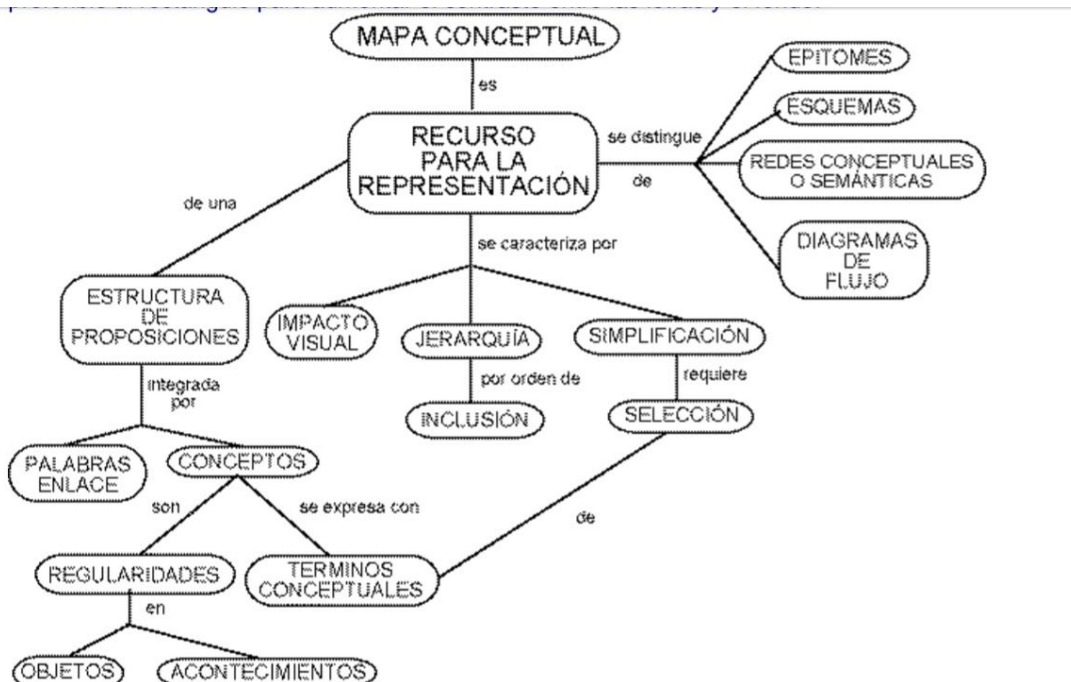 MAPA CONCEPTUAL
es
RECURSO
PARA LA
REPRESENTACIÓN
se distingue
de
EPITOMES
ESQUEMAS
REDES CONCEPTUALES
O SEMÁNTICAS
DIAGRAMAS
DE
FLUJO
de una
se caracteriza por
ESTRUCTURA
DE
PROPOSICIONES
IMPACTO
VISUAL
JERARQUÍA
SIMPLIFICACIÓN
integrada
por
por orden de
requiere
INCLUSIÓN
SELECCIÓN
PALABRAS
ENLACE
CONCEPTOS
son
se expresa con
de
REGULARIDADES
TERMINOS
CONCEPTUALES
en
OBJETOS
ACONTECIMIENTOS